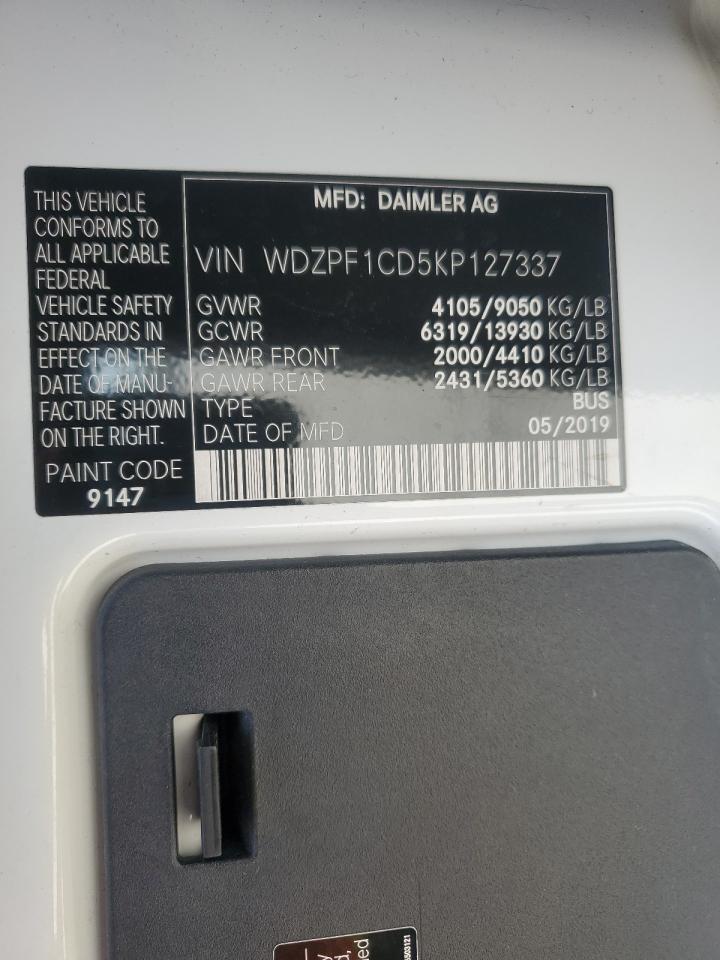 THIS VEHICLE
CONFORMS TO
ALL APPLICABLE
FEDERAL
VEHICLE SAFETY
STANDARDS IN
EFFECT ON THE
DATE OF MANU-
FACTURE SHOWN
ON THE RIGHT.
PAINT CODE
9147
MFD: DAIMLER AG
VIN WDZPF1CD5KP127337
GVWR 4105/9050 KG/LB
GCWR 6319/13930 KG/LB
GAWR FRONT 2000/4410 KG/LB
GAWR REAR 2431/5360 KG/LB
TYPE BUS
DATE OF MFD 05/2019